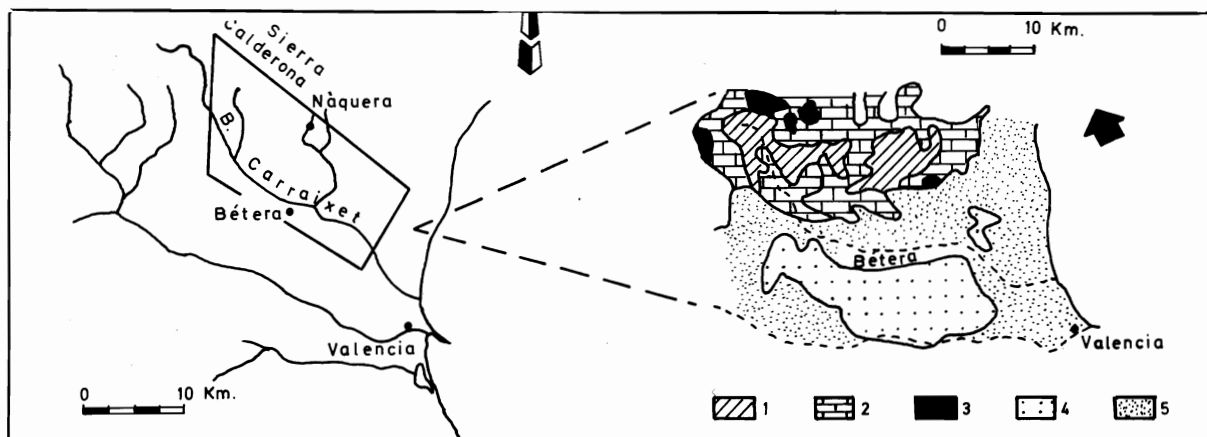 Sierra
Calderona
Nàquera
B.
Carraixet
Bétera
Valencia
0 10 Km.
0 10 Km.
Bétera
Valencia
1 2 3 4 5